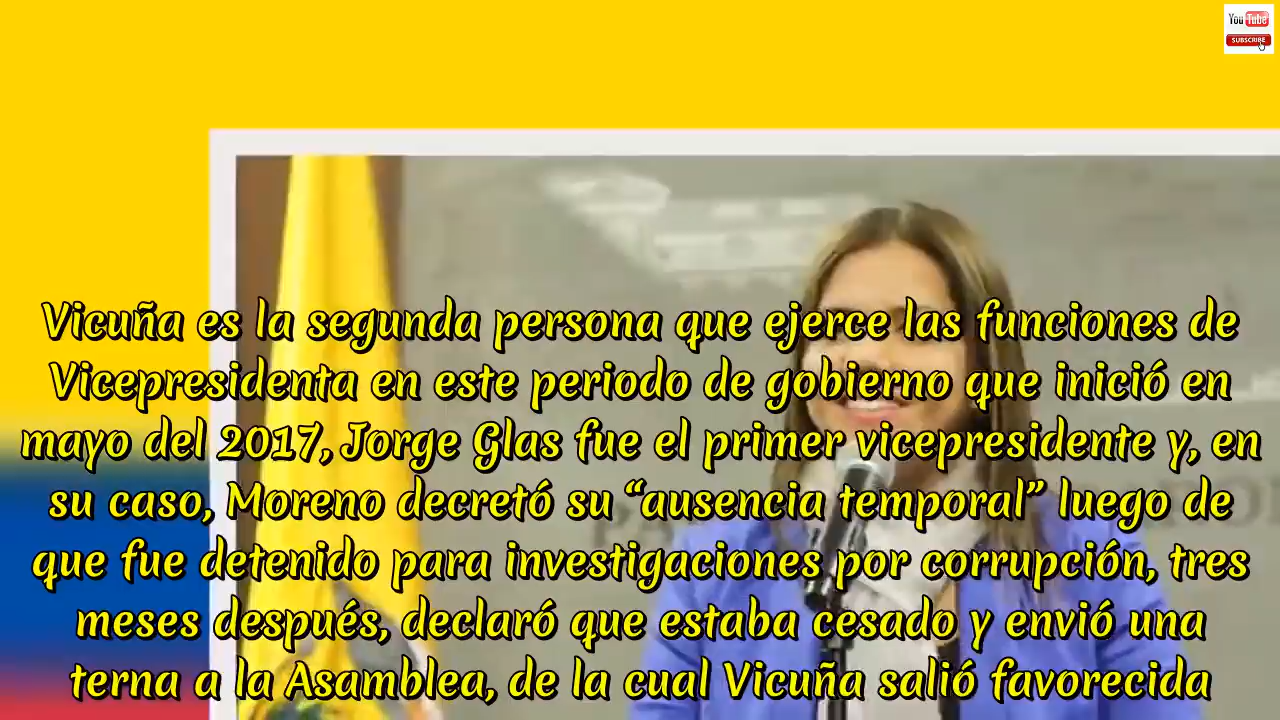 You Tube
SUBSCRIBE
Vicuña es la segunda persona que ejerce las funciones de
Vicepresidenta en este periodo de gobierno que inició en
mayo del 2017, Jorge Glas fue el primer vicepresidente y, en
su caso, Moreno decretó su “ausencia temporal” luego de
que fue detenido para investigaciones por corrupción, tres
meses después, declaró que estaba cesado y envió una
terna a la Asamblea, de la cual Vicuña salió favorecida